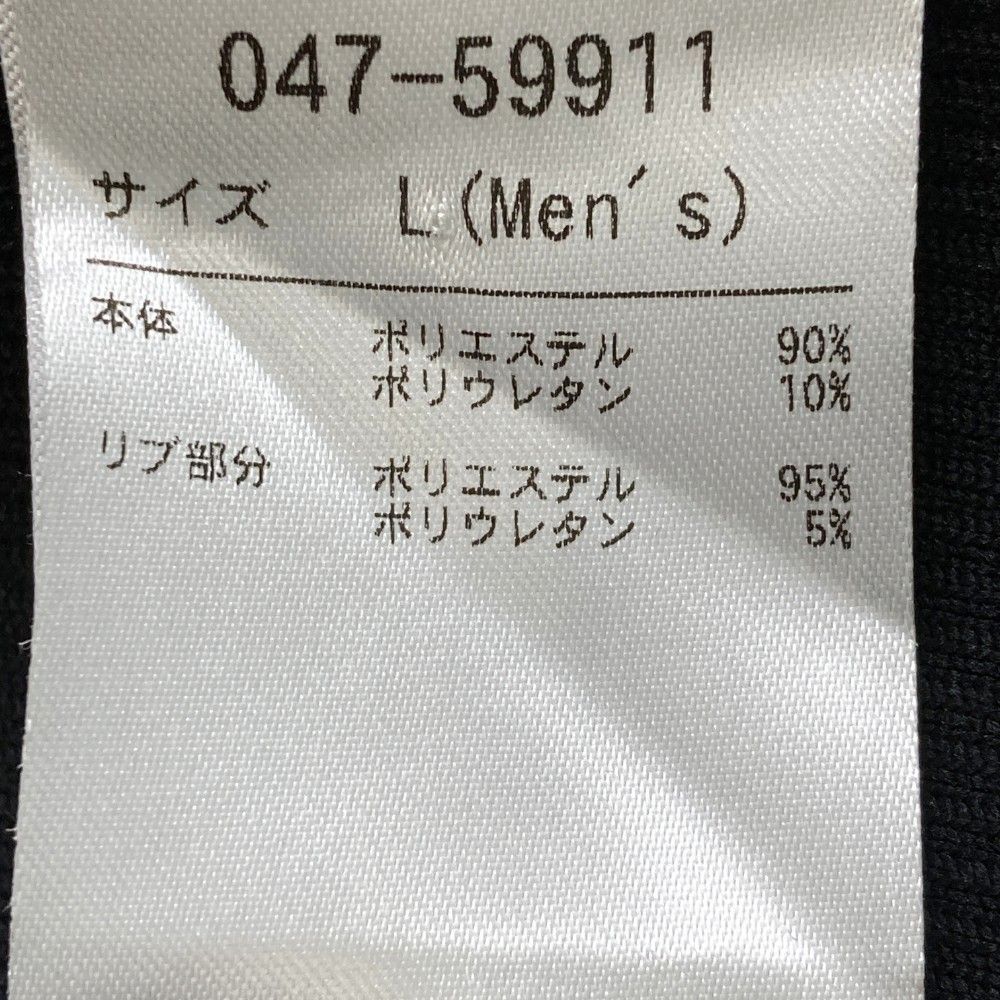 047-59911
サイズ L(Men's)
本体 ポリエステル 90%
ポリウレタン 10%
リブ部分 ポリエステル 95%
ポリウレタン 5%